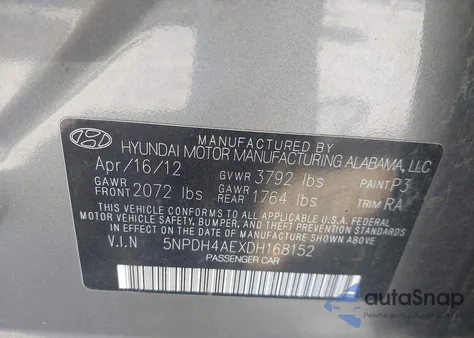 MANUFACTURED BY
HYUNDAI MOTOR MANUFACTURING ALABAMA, LLC
Apr/16/12 GVWR 3792 lbs PAINT P3
GAWR FRONT 2072 lbs GAWR REAR 1764 lbs TRIM RA
THIS VEHICLE CONFORMS TO ALL APPLICABLE U.S.A. FEDERAL
MOTOR VEHICLE SAFETY, BUMPER, AND THEFT
PREVENTION STANDARDS IN EFFECT ON THE DATE OF
MANUFACTURE SHOWN ABOVE.
V.I.N 5NPDH4AEXDH168152
PASSENGER CAR
autoSnap